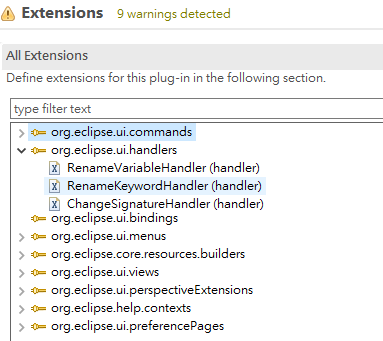 Extensions 9 warnings detected
All Extensions
Define extensions for this plug-in in the following section.
type filter text
org.eclipse.ui.commands
org.eclipse.ui.handlers
RenameVariableHandler (handler)
RenameKeywordHandler (handler)
ChangeSignatureHandler (handler)
org.eclipse.ui.bindings
org.eclipse.ui.menus
org.eclipse.core.resources.builders
org.eclipse.ui.views
org.eclipse.ui.perspectiveExtensions
org.eclipse.help.contexts
org.eclipse.ui.preferencePages